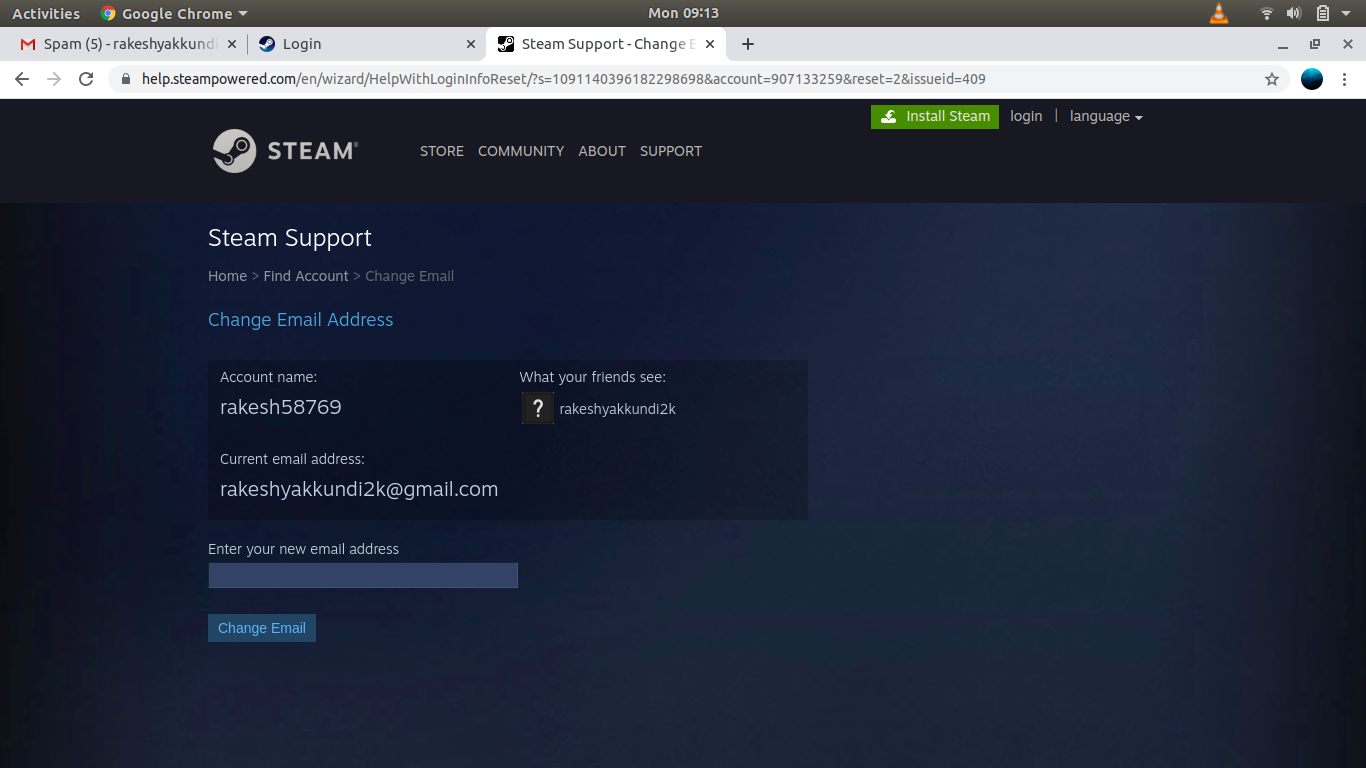 Activities Google Chrome Mon 09:13
Spam (5) - rakeshyakkundi Login Steam Support - Change E
help.steampowered.com/en/wizard/HelpWithLoginInfoReset/?s=1091140396182298698&account=907133259&reset=2&issueid=409
Install Steam login | language
STEAM® STORE COMMUNITY ABOUT SUPPORT
Steam Support
Home > Find Account > Change Email
Change Email Address
Account name: What your friends see:
rakesh58769 ? rakeshyakkundi2k
Current email address:
rakeshyakkundi2k@gmail.com
Enter your new email address
Change Email